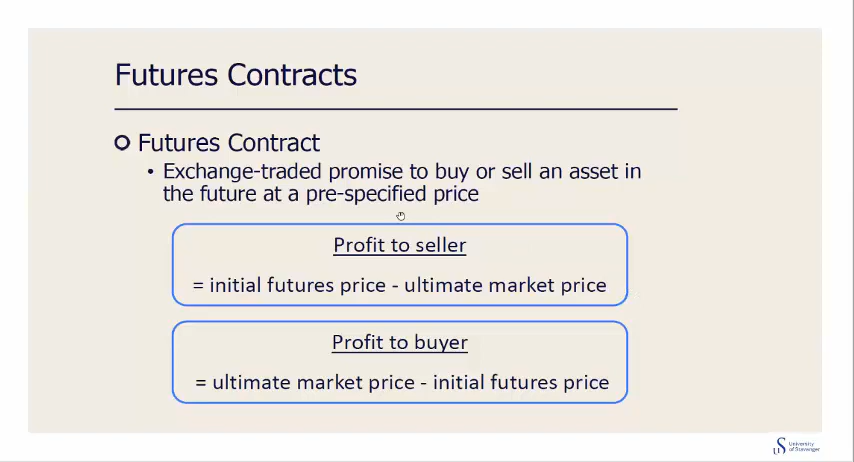 Futures Contracts
Futures Contract
• Exchange-traded promise to buy or sell an asset in
the future at a pre-specified price
Profit to seller
= initial futures price - ultimate market price
Profit to buyer
= ultimate market price - initial futures price
University
of Stavanger